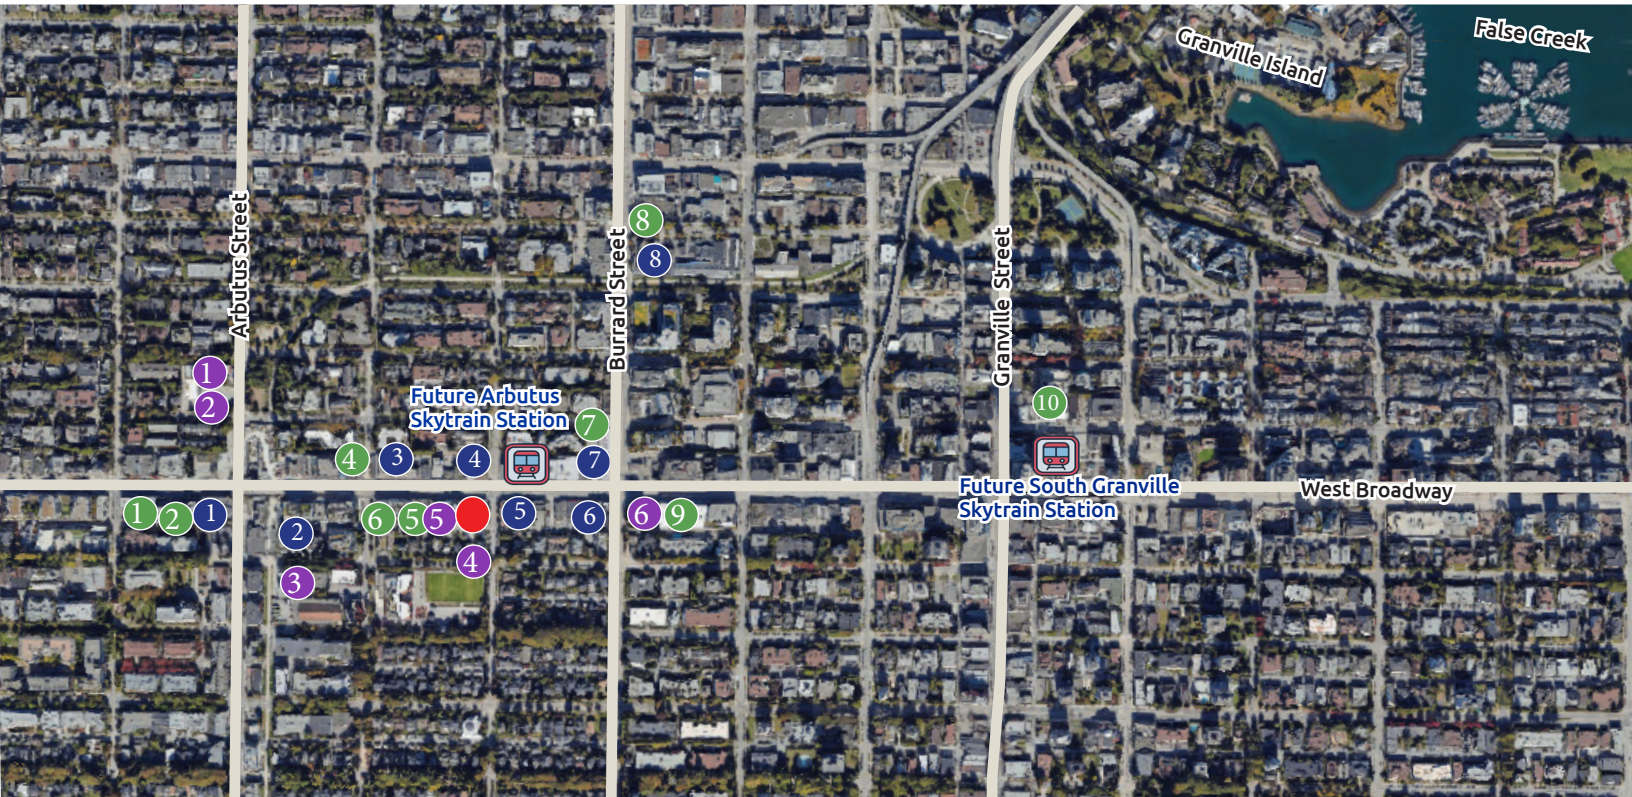 False Creek
Granville Island
Arbutus Street
Burrard Street
Granville Street
8
8
1
2
Future Arbutus
Skytrain Station
7
10
4
3
4
7
Future South Granville
Skytrain Station
West Broadway
1
2
1
2
6
5
5
5
6
6
9
4
3